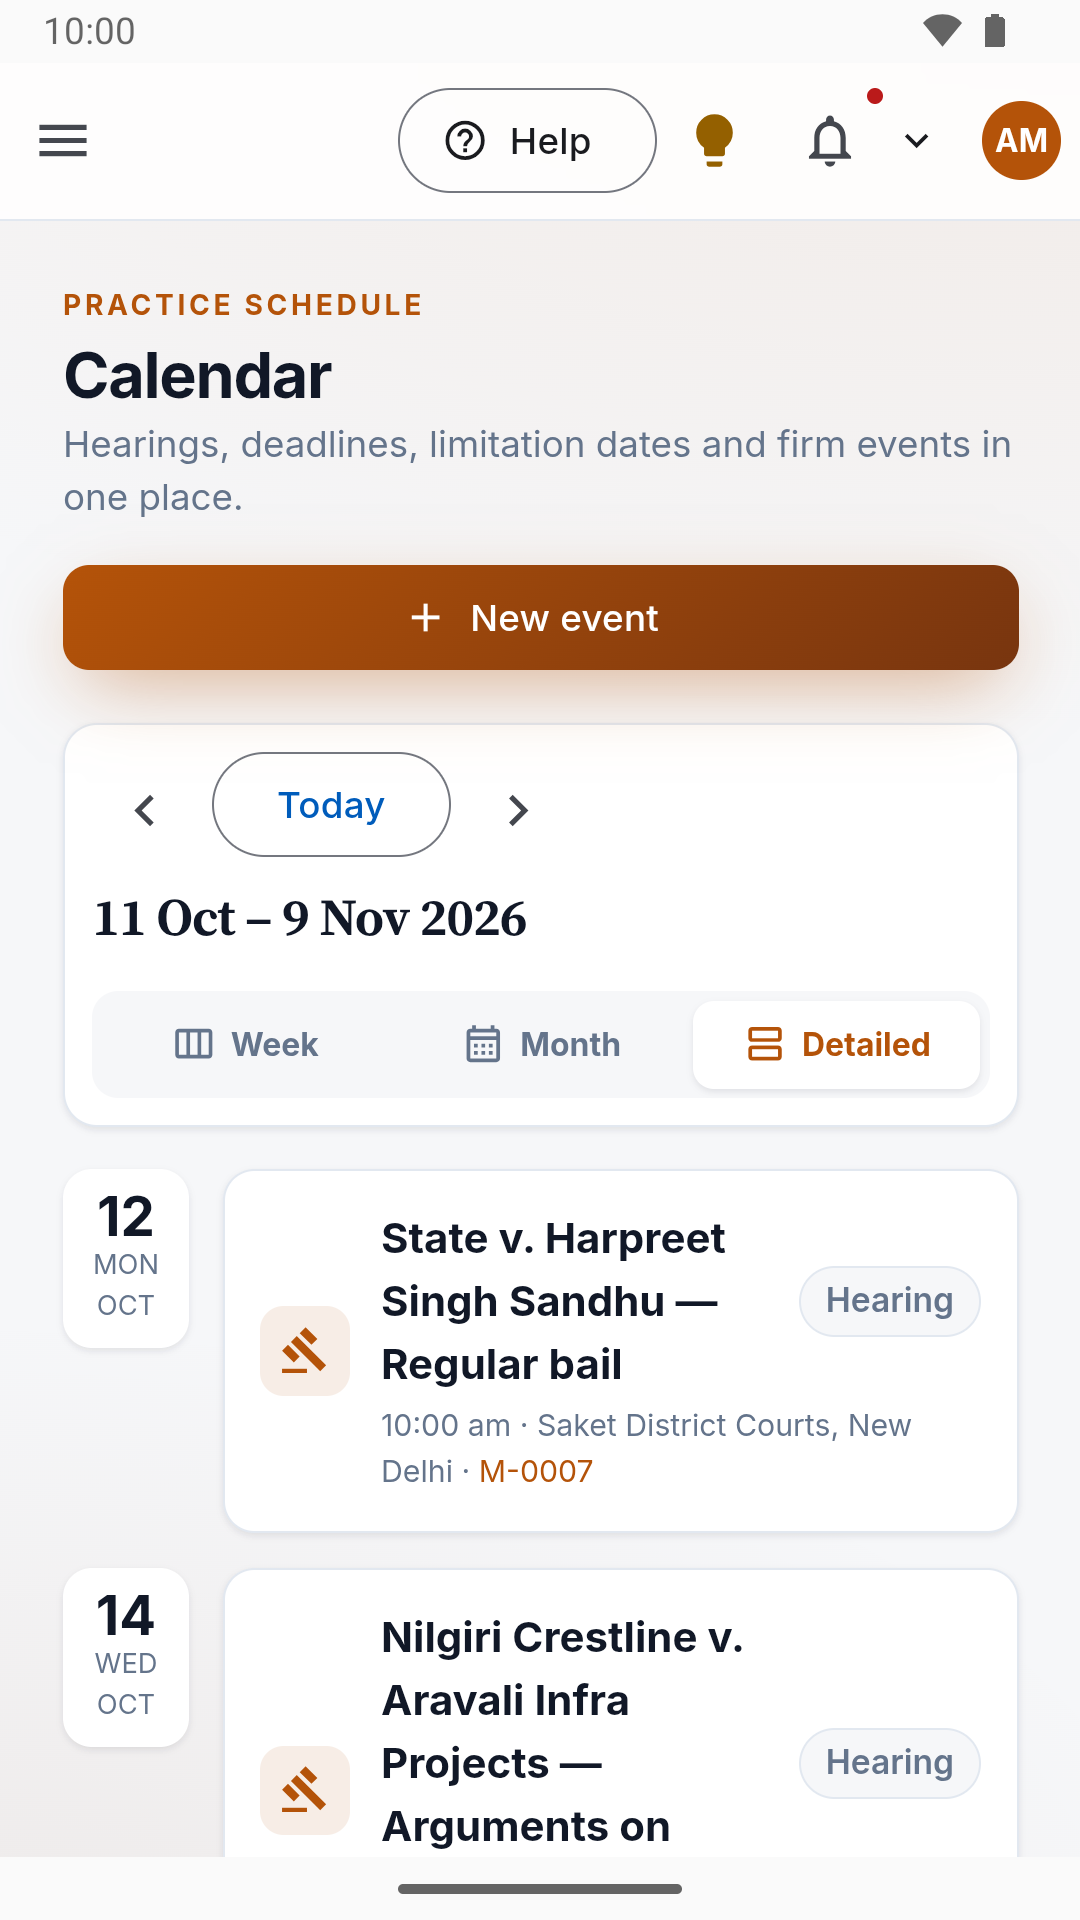 10:00
Help
AM
PRACTICE SCHEDULE
Calendar
Hearings, deadlines, limitation dates and firm events in
one place.
New event
Today
11 Oct – 9 Nov 2026
Week
Month
Detailed
12
MON
OCT
State v. Harpreet
Singh Sandhu —
Regular bail
Hearing
10:00 am · Saket District Courts, New
Delhi · M-0007
14
WED
OCT
Nilgiri Crestline v.
Aravali Infra
Projects —
Arguments on
Hearing